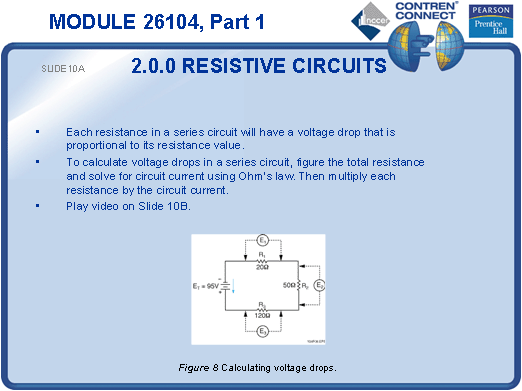 MODULE 26104, Part 1
nccer
CONTREN®
CONNECT
PEARSON
Prentice
Hall
SLIDE 10A
2.0.0 RESISTIVE CIRCUITS
• Each resistance in a series circuit will have a voltage drop that is
proportional to its resistance value.
• To calculate voltage drops in a series circuit, figure the total resistance
and solve for circuit current using Ohm's law. Then multiply each
resistance by the circuit current.
• Play video on Slide 10B.
E₁
R₁
20Ω
ET = 95V
50Ω R₂ E₂
R₃
120Ω
E₃
Figure 8 Calculating voltage drops.